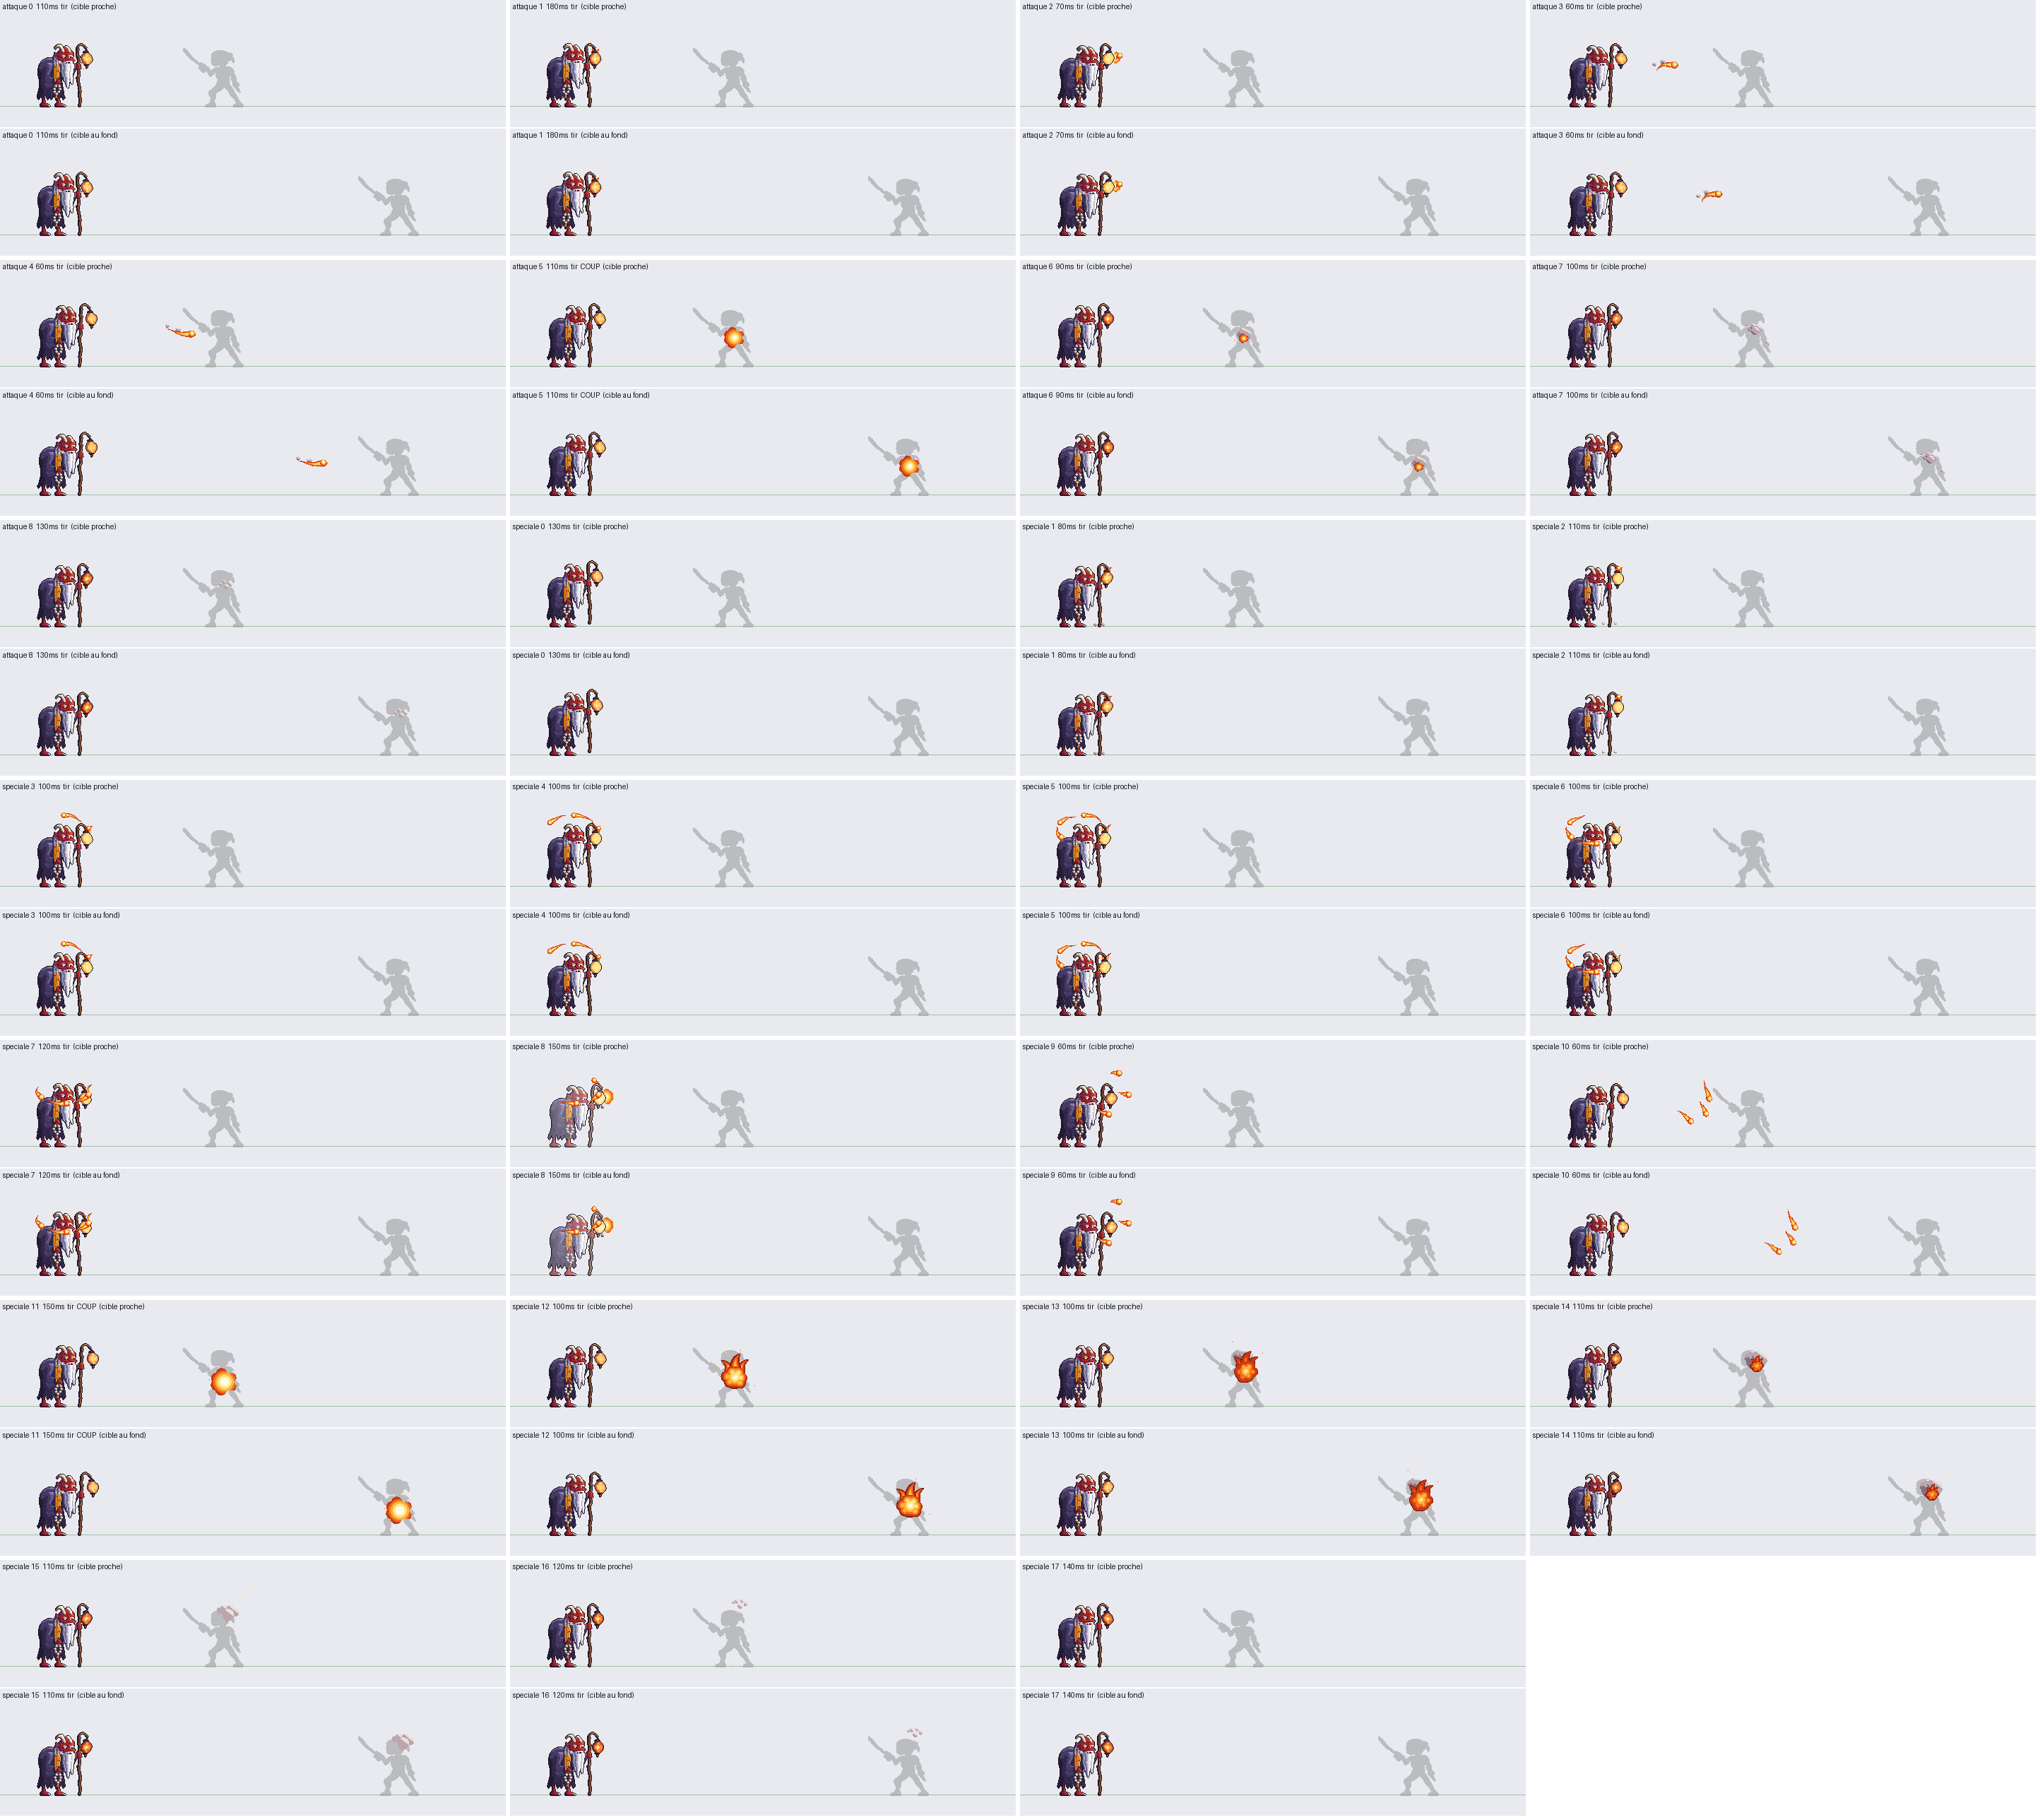 attaque 0 110ms tir (cible proche)
attaque 1 180ms tir (cible proche)
attaque 2 70ms tir (cible proche)
attaque 3 60ms tir (cible proche)
attaque 0 110ms tir (cible au fond)
attaque 1 180ms tir (cible au fond)
attaque 2 70ms tir (cible au fond)
attaque 3 60ms tir (cible au fond)
attaque 4 60ms tir (cible proche)
attaque 5 110ms tir COUP (cible proche)
attaque 6 90ms tir (cible proche)
attaque 7 100ms tir (cible proche)
attaque 4 60ms tir (cible au fond)
attaque 5 110ms tir COUP (cible au fond)
attaque 6 90ms tir (cible au fond)
attaque 7 100ms tir (cible au fond)
attaque 8 130ms tir (cible proche)
speciale 0 130ms tir (cible proche)
speciale 1 80ms tir (cible proche)
speciale 2 110ms tir (cible proche)
attaque 8 130ms tir (cible au fond)
speciale 0 130ms tir (cible au fond)
speciale 1 80ms tir (cible au fond)
speciale 2 110ms tir (cible au fond)
speciale 3 100ms tir (cible proche)
speciale 4 100ms tir (cible proche)
speciale 5 100ms tir (cible proche)
speciale 6 100ms tir (cible proche)
speciale 3 100ms tir (cible au fond)
speciale 4 100ms tir (cible au fond)
speciale 5 100ms tir (cible au fond)
speciale 6 100ms tir (cible au fond)
speciale 7 120ms tir (cible proche)
speciale 8 150ms tir (cible proche)
speciale 9 60ms tir (cible proche)
speciale 10 60ms tir (cible proche)
speciale 7 120ms tir (cible au fond)
speciale 8 150ms tir (cible au fond)
speciale 9 60ms tir (cible au fond)
speciale 10 60ms tir (cible au fond)
speciale 11 150ms tir COUP (cible proche)
speciale 12 100ms tir (cible proche)
speciale 13 100ms tir (cible proche)
speciale 14 110ms tir (cible proche)
speciale 11 150ms tir COUP (cible au fond)
speciale 12 100ms tir (cible au fond)
speciale 13 100ms tir (cible au fond)
speciale 14 110ms tir (cible au fond)
speciale 15 110ms tir (cible proche)
speciale 16 120ms tir (cible proche)
speciale 17 140ms tir (cible proche)
speciale 15 110ms tir (cible au fond)
speciale 16 120ms tir (cible au fond)
speciale 17 140ms tir (cible au fond)